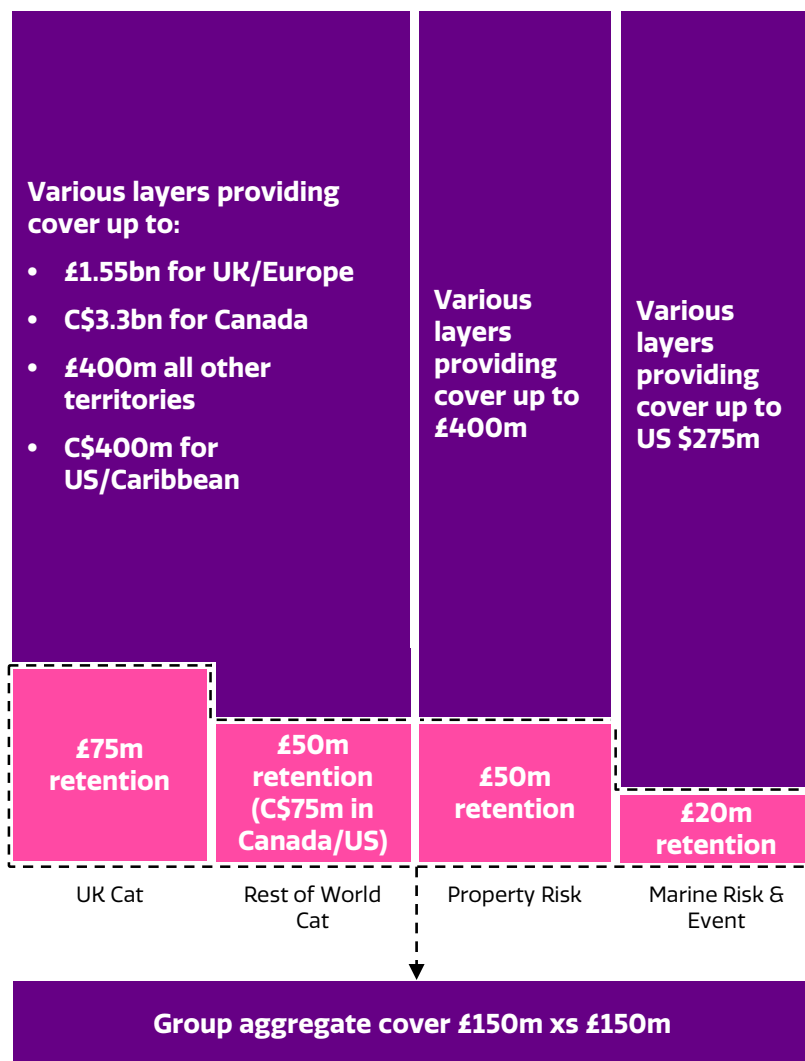 Various layers providing
cover up to:
• £1.55bn for UK/Europe
• C$3.3bn for Canada
• £400m all other
territories
• C$400m for
US/Caribbean
Various
layers
providing
cover up to
£400m
Various
layers
providing
cover up to
US $275m
£75m
retention
£50m
retention
(C$75m in
Canada/US)
£50m
retention
£20m
retention
UK Cat
Rest of World
Cat
Property Risk
Marine Risk &
Event
Group aggregate cover £150m xs £150m